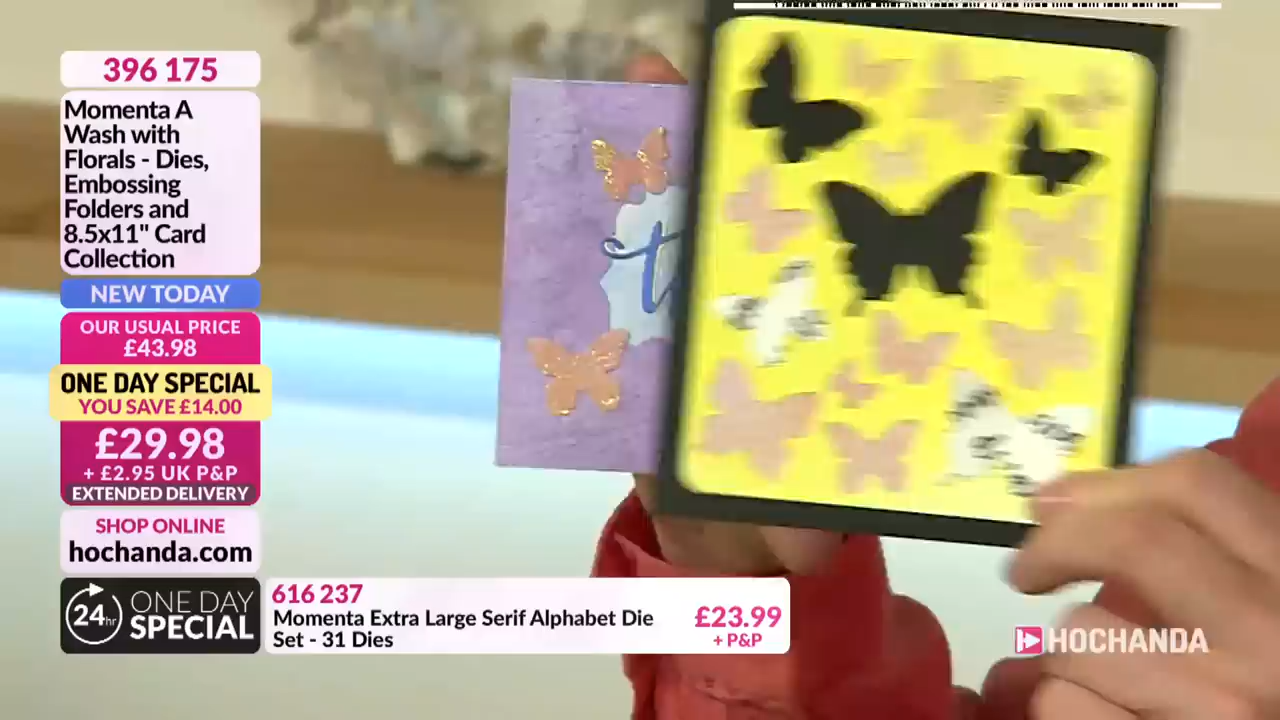 396 175
Momenta A
Wash with
Florals - Dies,
Embossing
Folders and
8.5x11" Card
Collection
NEW TODAY
OUR USUAL PRICE
£43.98
ONE DAY SPECIAL
YOU SAVE £14.00
£29.98
+ £2.95 UK P&P
EXTENDED DELIVERY
SHOP ONLINE
hochanda.com
24hr
ONE DAY
SPECIAL
616 237
Momenta Extra Large Serif Alphabet Die
Set - 31 Dies
£23.99
+ P&P
HOCHANDA